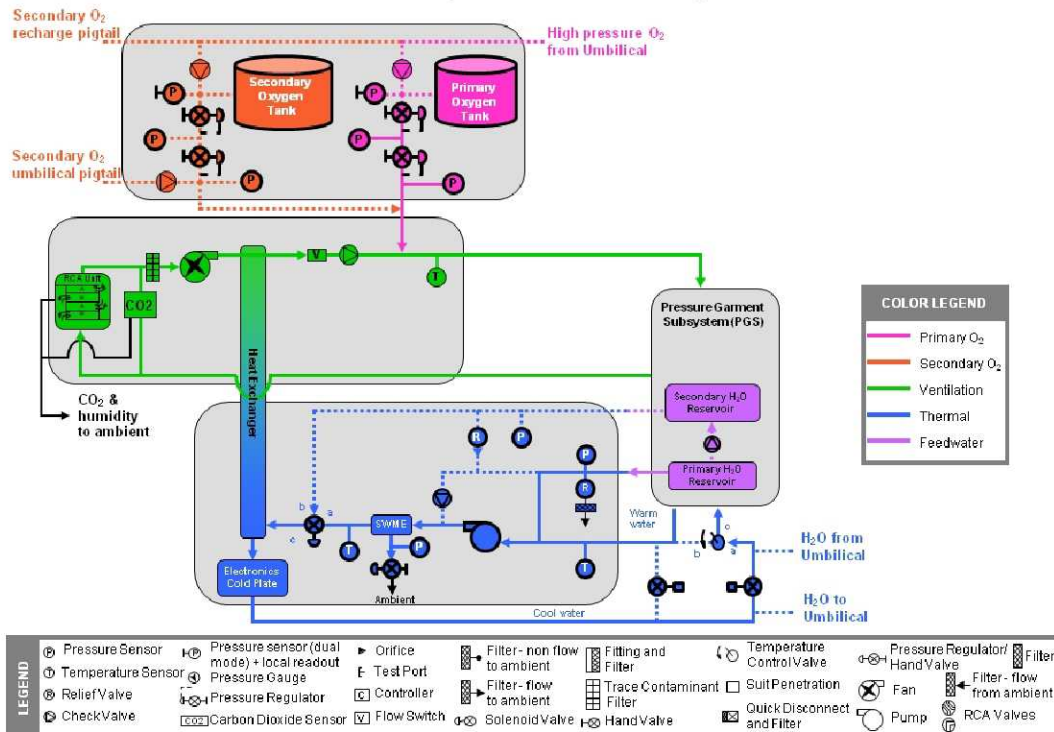 Secondary O₂
recharge pigtail
High pressure O₂
from Umbilical
Secondary
Oxygen
Tank
Primary
Oxygen
Tank
P
P
P
P
Secondary O₂
umbilical pigtail
P
P
RCA Unit
CO2
V
T
Heat Exchanger
CO₂ &
humidity
to ambient
Pressure Garment
Subsystem (PGS)
Secondary H₂O
Reservoir
Primary H₂O
Reservoir
COLOR LEGEND
Primary O₂
Secondary O₂
Ventilation
Thermal
Feedwater
R
P
P
R
b
a
c
SWME
T
P
T
Warm
water
c
b
a
H₂O from
Umbilical
Electronics
Cold Plate
Ambient
Cool water
H₂O to
Umbilical
LEGEND
P Pressure Sensor
T Temperature Sensor
R Relief Valve
Check Valve
P Pressure sensor (dual
mode) + local readout
Pressure Gauge
Pressure Regulator
CO2 Carbon Dioxide Sensor
Orifice
Test Port
C Controller
V Flow Switch
Filter- non flow
to ambient
Filter- flow
to ambient
Solenoid Valve
Fitting and
Filter
Trace Contaminant
Filter
Hand Valve
Temperature
Control Valve
Suit Penetration
Quick Disconnect
and Filter
Pressure Regulator/
Hand Valve
Fan
Pump
Filter
Filter- flow
from ambient
RCA Valves